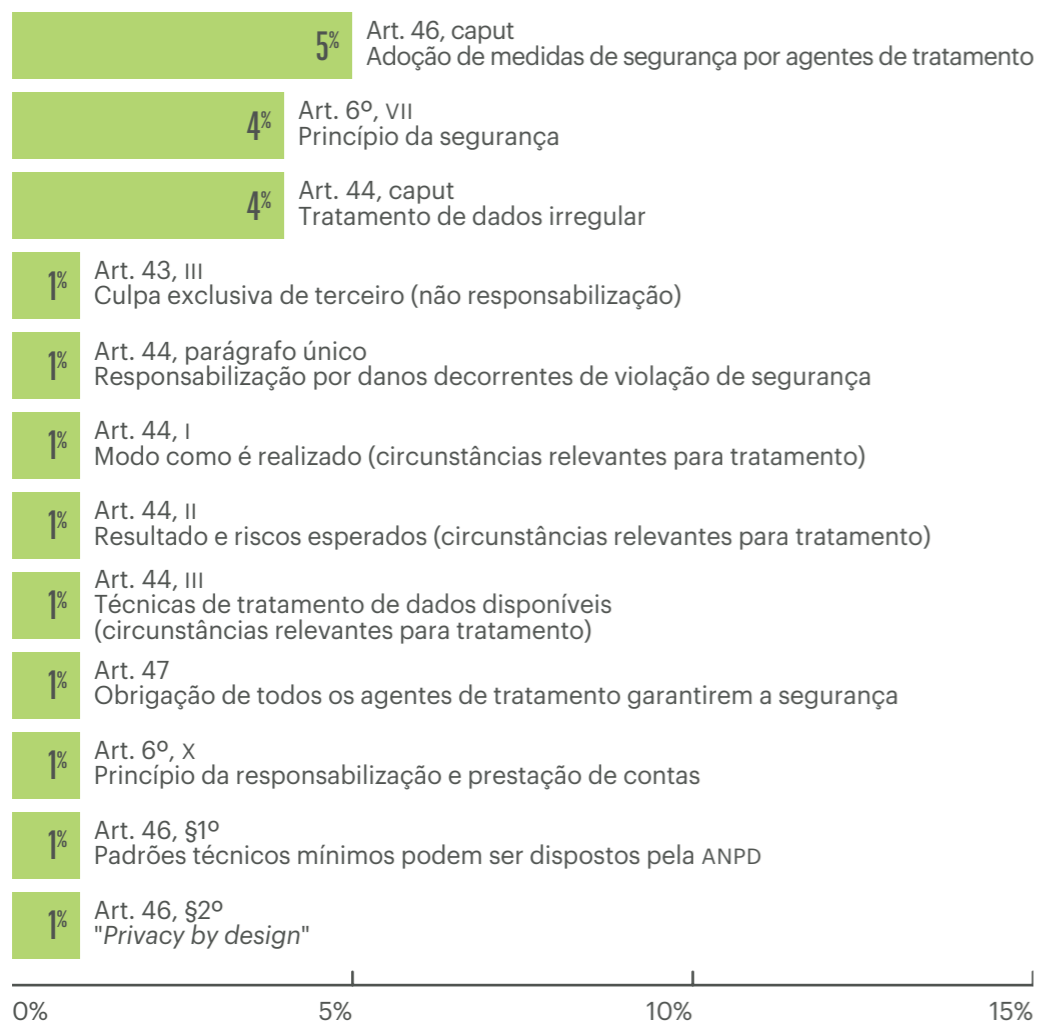 5%
Art. 46, caput
Adoção de medidas de segurança por agentes de tratamento
4%
Art. 6º, VII
Princípio da segurança
4%
Art. 44, caput
Tratamento de dados irregular
1%
Art. 43, III
Culpa exclusiva de terceiro (não responsabilização)
1%
Art. 44, parágrafo único
Responsabilização por danos decorrentes de violação de segurança
1%
Art. 44, I
Modo como é realizado (circunstâncias relevantes para tratamento)
1%
Art. 44, II
Resultado e riscos esperados (circunstâncias relevantes para tratamento)
1%
Art. 44, III
Técnicas de tratamento de dados disponíveis
(circunstâncias relevantes para tratamento)
1%
Art. 47
Obrigação de todos os agentes de tratamento garantirem a segurança
1%
Art. 6º, X
Princípio da responsabilização e prestação de contas
1%
Art. 46, §1º
Padrões técnicos mínimos podem ser dispostos pela ANPD
1%
Art. 46, §2º
"Privacy by design"
0% 5% 10% 15%